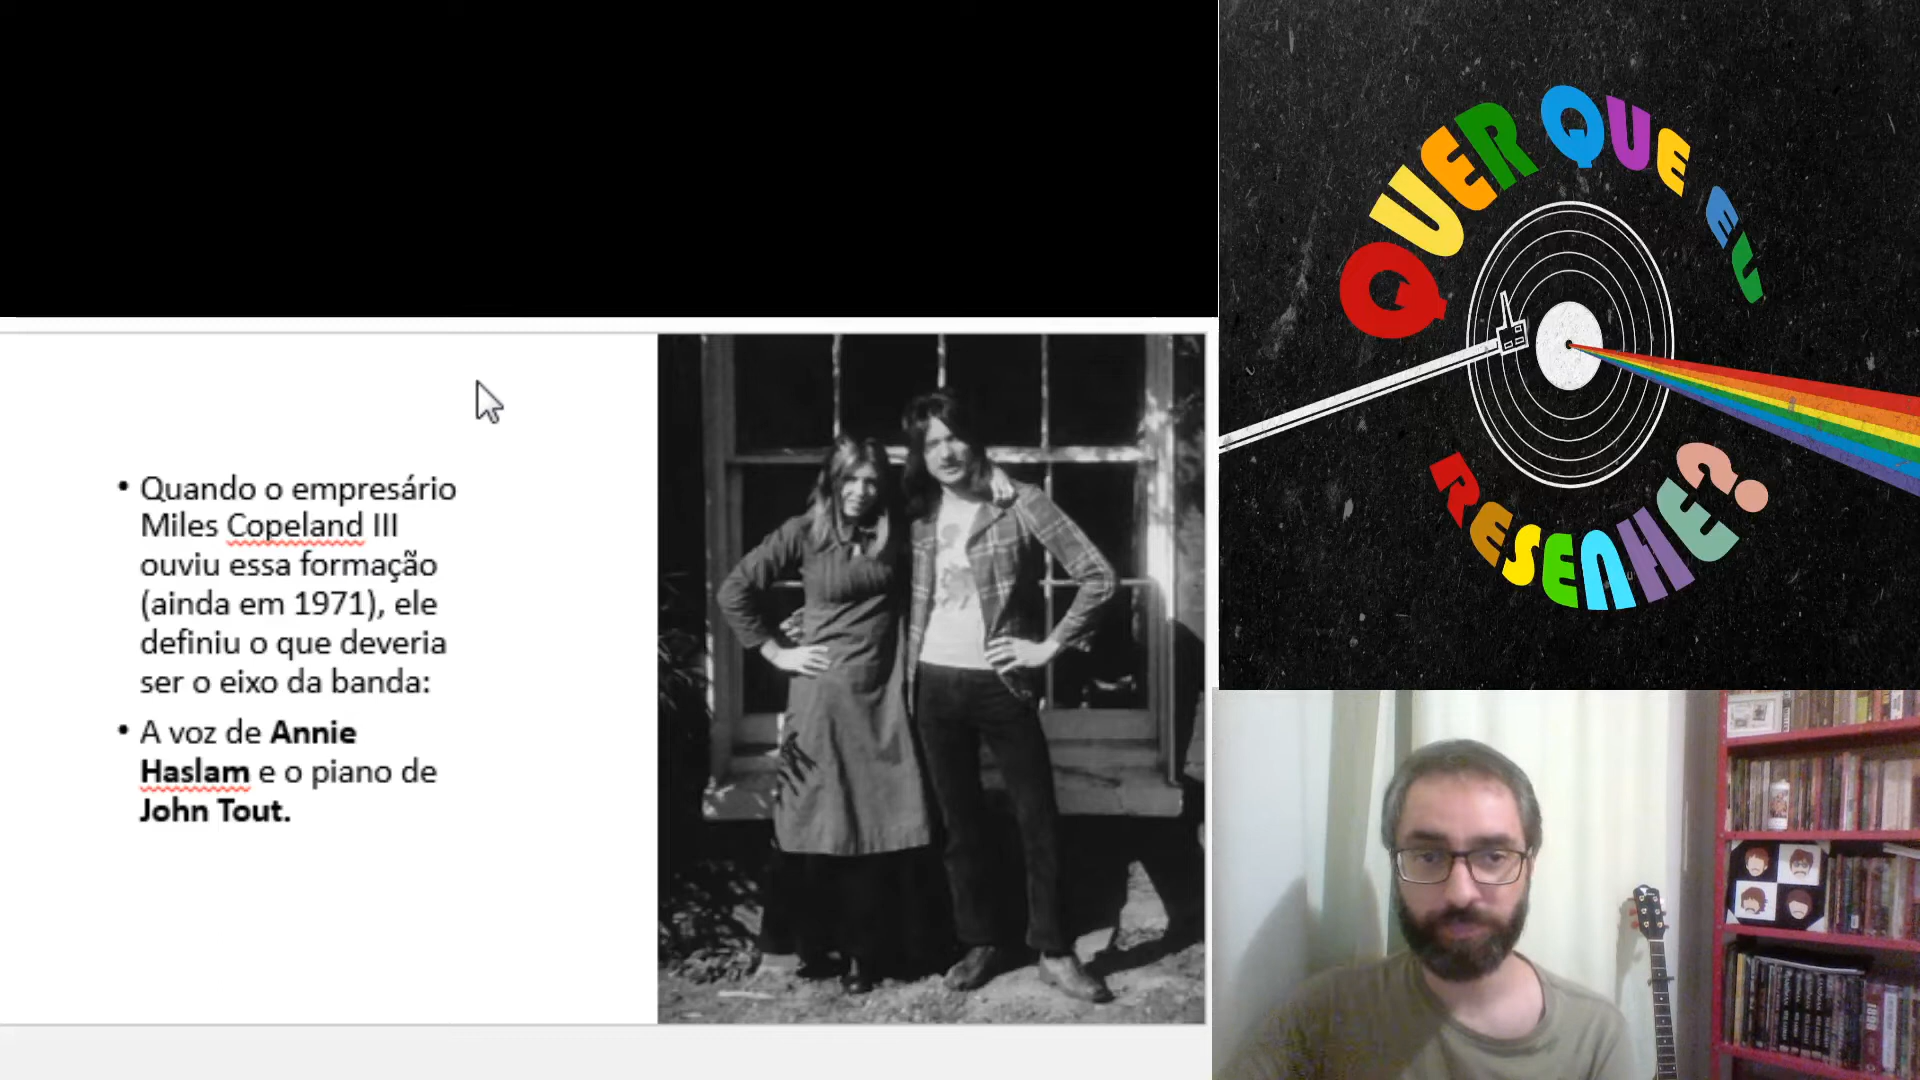 • Quando o empresário
Miles Copeland III
ouviu essa formação
(ainda em 1971), ele
definiu o que deveria
ser o eixo da banda:
• A voz de Annie
Haslam e o piano de
John Tout.
QUER QUE EU
RESENHE?